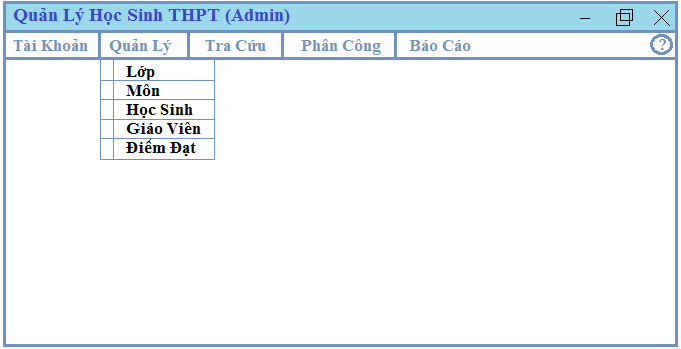 Quản Lý Học Sinh THPT (Admin)
Tài Khoản Quản Lý Tra Cứu Phân Công Báo Cáo ?
Lớp
Môn
Học Sinh
Giáo Viên
Điểm Đạt